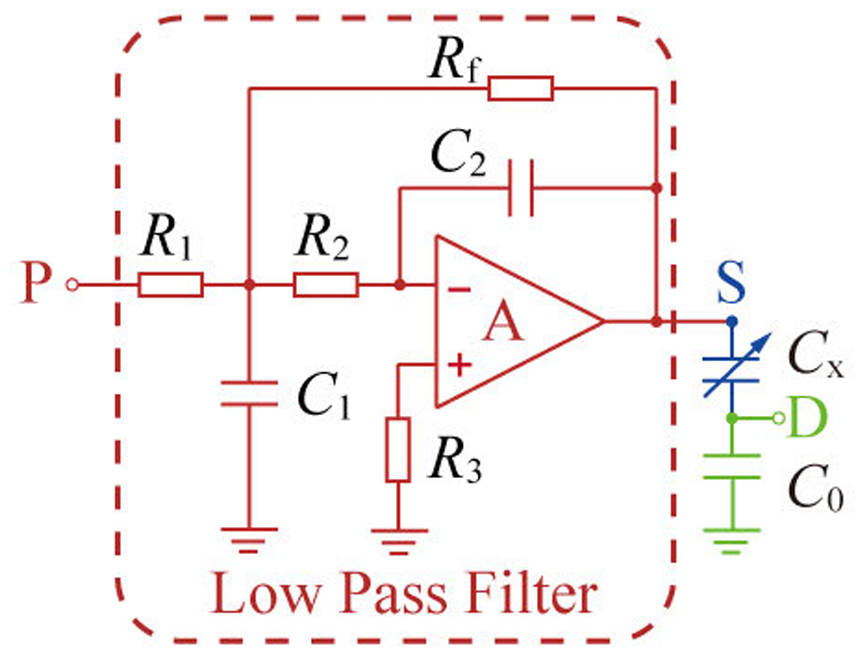 R_f
C_2
R_1
R_2
P
S
−
A
C_x
+
D
C_1
R_3
C_0
Low Pass Filter